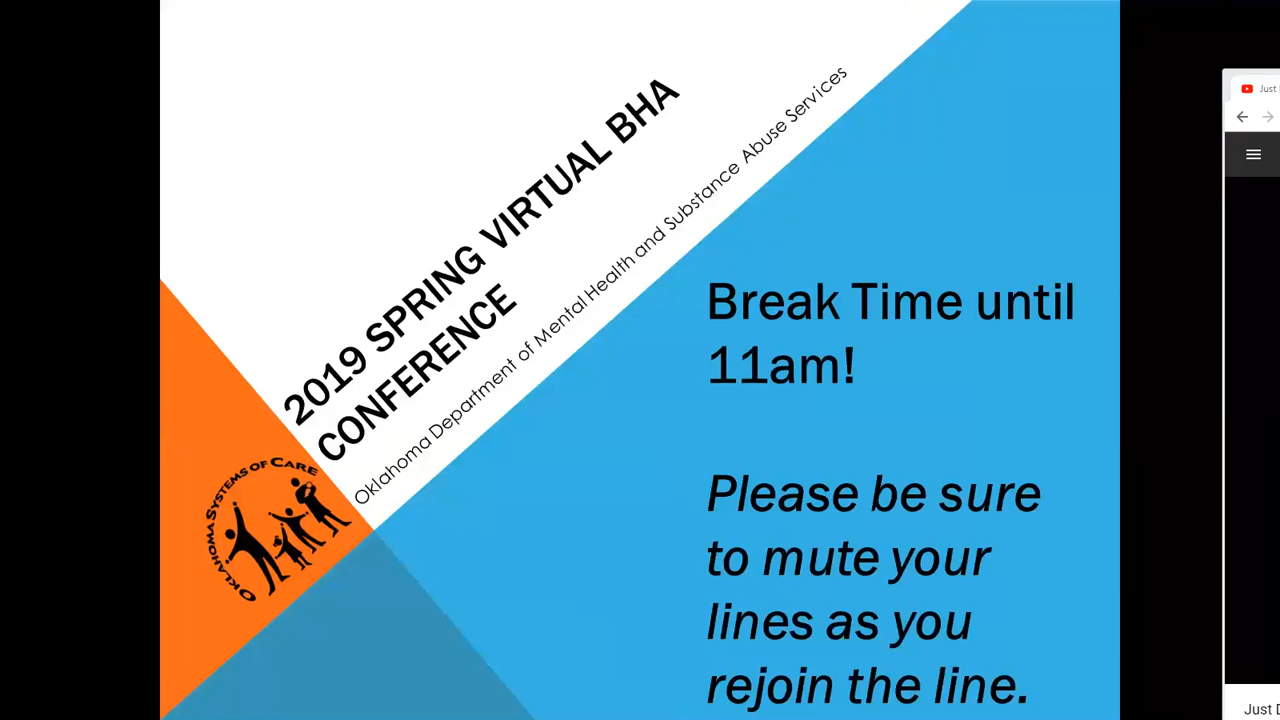 2019 SPRING VIRTUAL BHA
CONFERENCE
Oklahoma Department of Mental Health and Substance Abuse Services
OKLAHOMA SYSTEMS OF CARE
Break Time until
11am!
Please be sure
to mute your
lines as you
rejoin the line.
Just
Just D